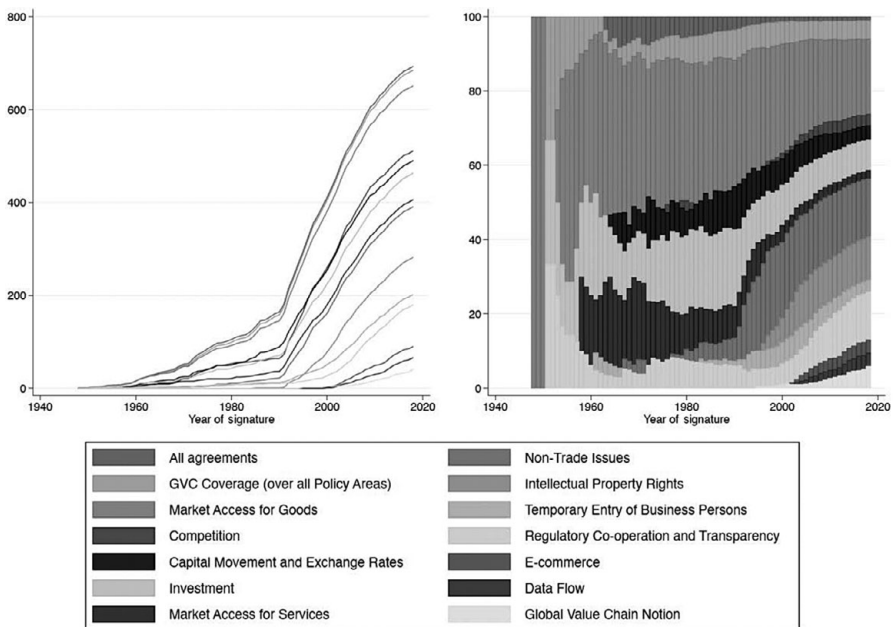 800
600
400
200
0
1940 1960 1980 2000 2020
Year of signature
100
80
60
40
20
0
1940 1960 1980 2000 2020
Year of signature
All agreements
GVC Coverage (over all Policy Areas)
Market Access for Goods
Competition
Capital Movement and Exchange Rates
Investment
Market Access for Services
Non-Trade Issues
Intellectual Property Rights
Temporary Entry of Business Persons
Regulatory Co-operation and Transparency
E-commerce
Data Flow
Global Value Chain Notion